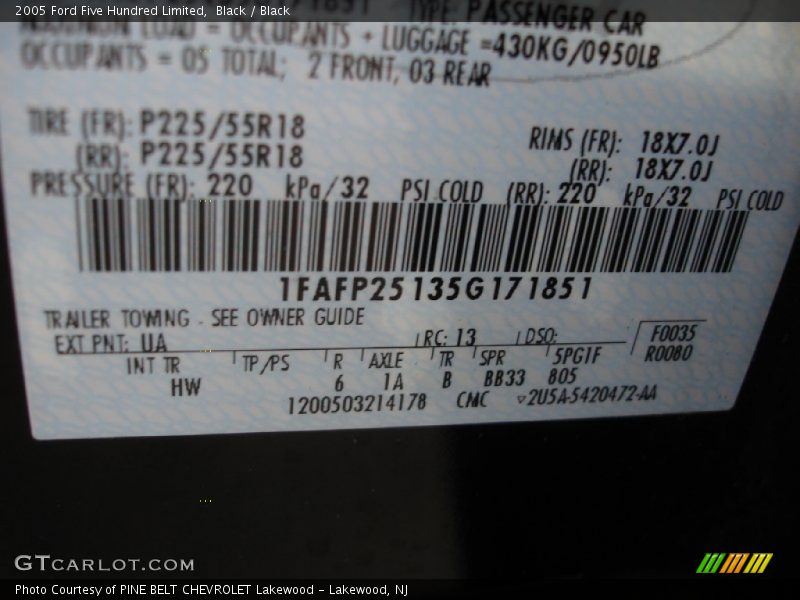 2005 Ford Five Hundred Limited, Black / Black
TYPE: PASSENGER CAR
LOAD = OCCUPANTS + LUGGAGE =430KG/0950LB
OCCUPANTS = 05 TOTAL; 2 FRONT, 03 REAR
TIRE (FR): P225/55R18 RIMS (FR): 18X7.0J
(RR): P225/55R18 (RR): 18X7.0J
PRESSURE (FR): 220 kPa/32 PSI COLD (RR): 220 kPa/32 PSI COLD
1FAFP25135G171851
TRAILER TOWING - SEE OWNER GUIDE
EXT PNT: UA RC: 13 DSO: F0035
INT TR TP/PS R AXLE TR SPR 5PG1F R0080
HW 6 1A B BB33 805
1200503214178 CMC ▽2U5A-5420472-AA
GTCARLOT.COM
Photo Courtesy of PINE BELT CHEVROLET Lakewood - Lakewood, NJ